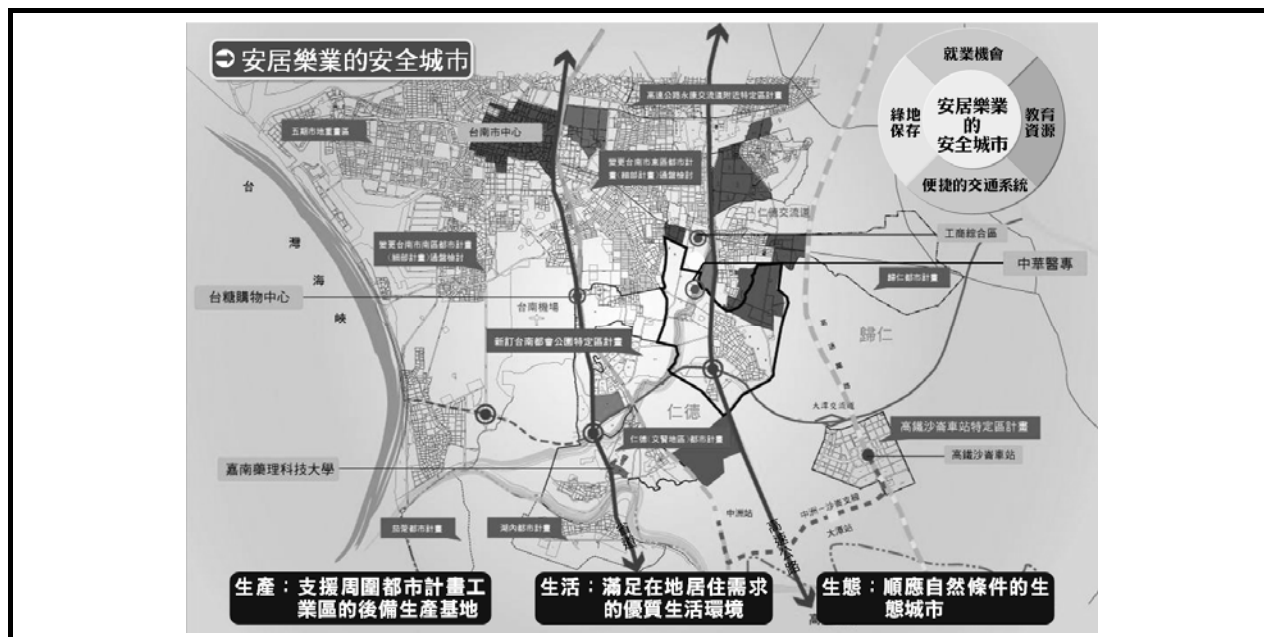 安居樂業的安全城市
就業機會
綠地
保存
安居樂業
的
安全城市
教育
資源
便捷的交通系統
高速公路永康交流道附近特定區計畫
五期市地重畫區
台南市中心
變更台南市東區都市計
畫(細部計畫)通盤檢討
仁德交流道
工商綜合區
中華醫專
台
灣
海
峽
變更台南市南區都市計畫
(細部計畫)通盤檢討
歸仁都市計畫
台糖購物中心
台南機場
歸仁
新訂台南都會公園特定區計畫
仁德
大潭交流道
高鐵沙崙車站特定區計畫
仁德(文賢地區)都市計畫
高鐵沙崙車站
嘉南藥理科技大學
中洲-沙崙支線
中洲站
大潭站
湖內都市計畫
省道
高速公路
生產：支援周圍都市計畫工
業區的後備生產基地
生活：滿足在地居住需求
的優質生活環境
生態：順應自然條件的生
態城市